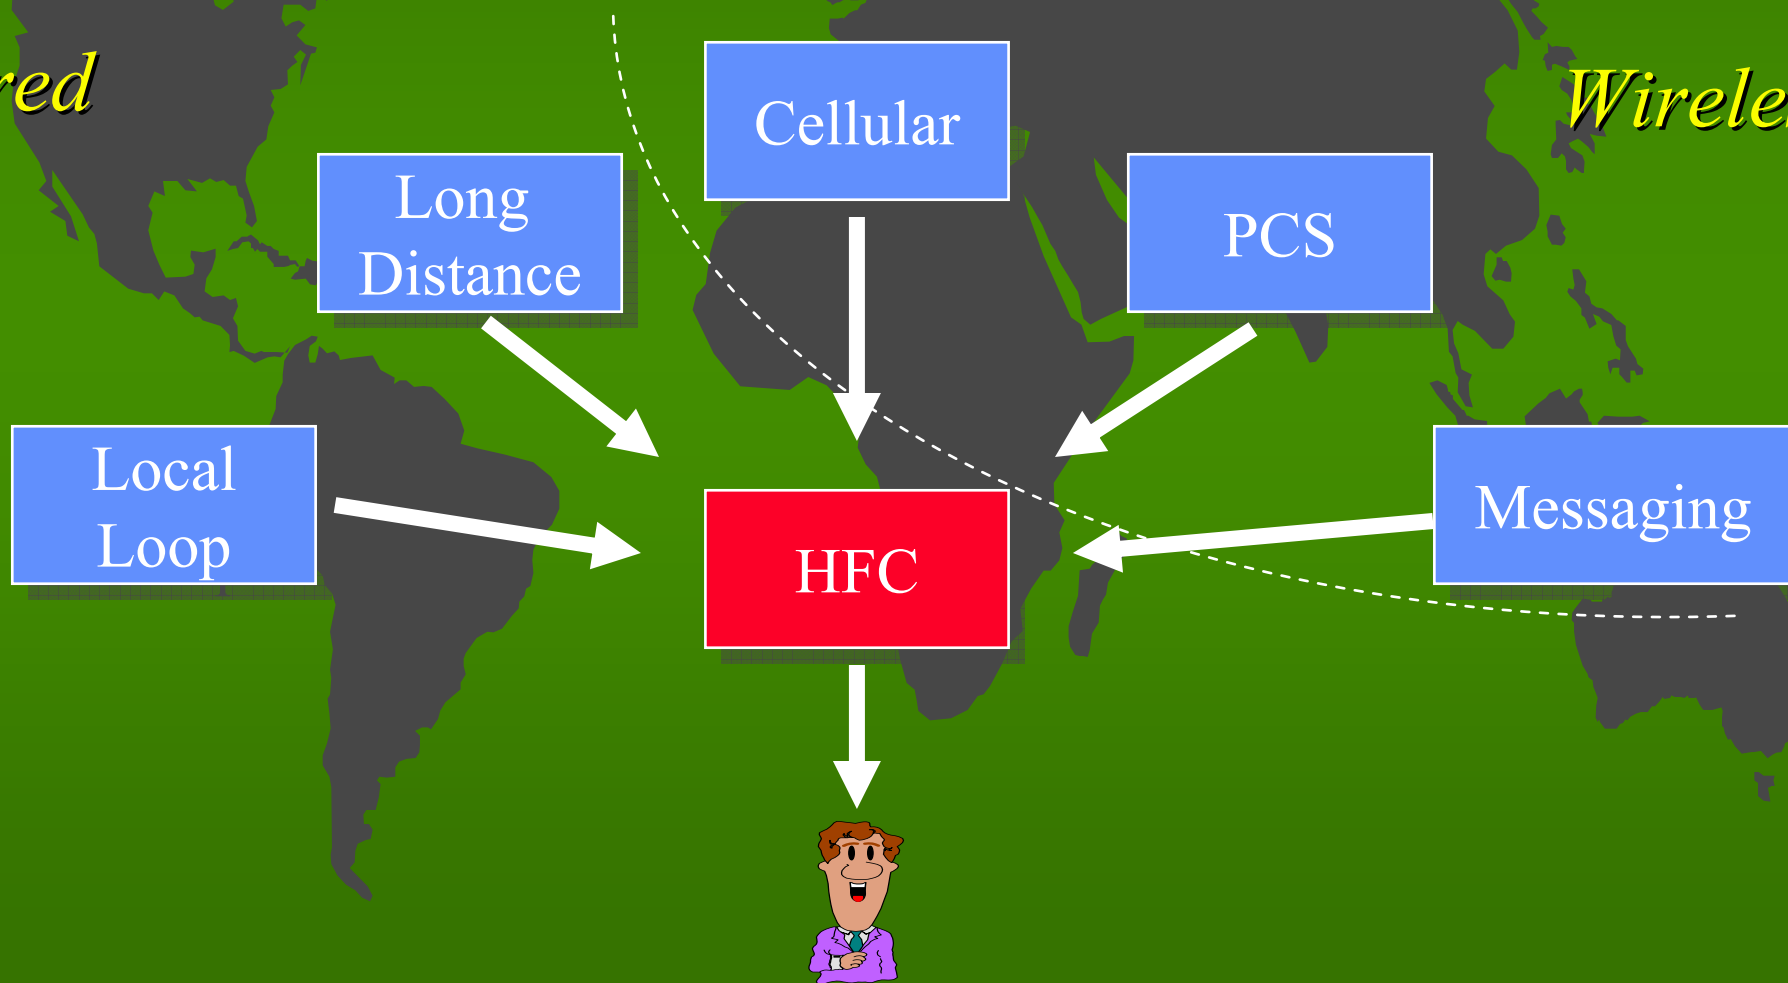 red
Wirele
Cellular
Long
Distance
PCS
Local
Loop
Messaging
HFC